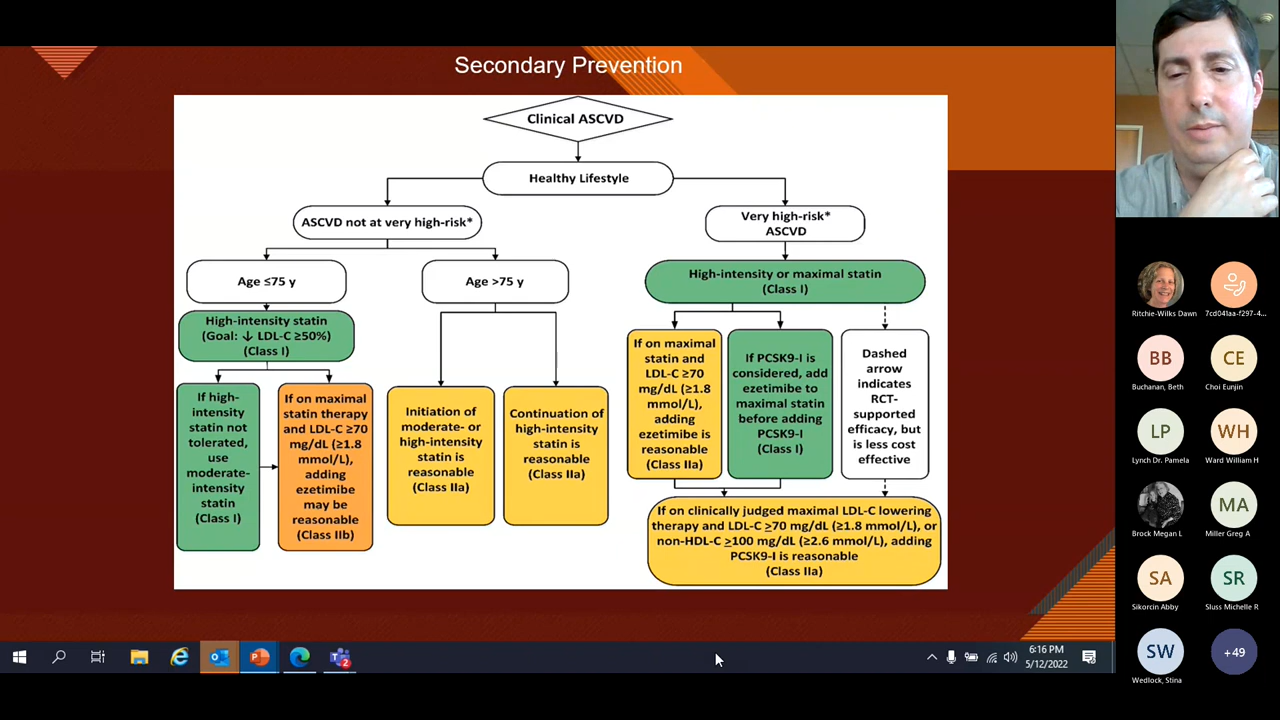 Secondary Prevention
Clinical ASCVD
Healthy Lifestyle
ASCVD not at very high-risk*
Very high-risk*
ASCVD
Age ≤75 y
Age >75 y
High-intensity or maximal statin
(Class I)
High-intensity statin
(Goal: ↓ LDL-C ≥50%)
(Class I)
If high-
intensity
statin not
tolerated,
use
moderate-
intensity
statin
(Class I)
If on maximal
statin therapy
and LDL-C ≥70
mg/dL (≥1.8
mmol/L),
adding
ezetimibe
may be
reasonable
(Class IIb)
Initiation of
moderate- or
high-intensity
statin is
reasonable
(Class IIa)
Continuation of
high-intensity
statin is
reasonable
(Class IIa)
If on maximal
statin and
LDL-C ≥70
mg/dL (≥1.8
mmol/L),
adding
ezetimibe is
reasonable
(Class IIa)
If PCSK9-I is
considered, add
ezetimibe to
maximal statin
before adding
PCSK9-I
(Class I)
Dashed
arrow
indicates
RCT-
supported
efficacy, but
is less cost
effective
If on clinically judged maximal LDL-C lowering
therapy and LDL-C ≥70 mg/dL (≥1.8 mmol/L), or
non-HDL-C ≥100 mg/dL (≥2.6 mmol/L), adding
PCSK9-I is reasonable
(Class IIa)
Ritchie-Wilks Dawn
7cd041aa-f297-4...
BB
Buchanan, Beth
CE
Choi Eunjin
LP
Lynch Dr. Pamela
WH
Ward William H
Brock Megan L
MA
Miller Greg A
SA
Sikorcin Abby
SR
Sluss Michelle R
SW
Wedlock, Stina
+49
2
6:16 PM
5/12/2022